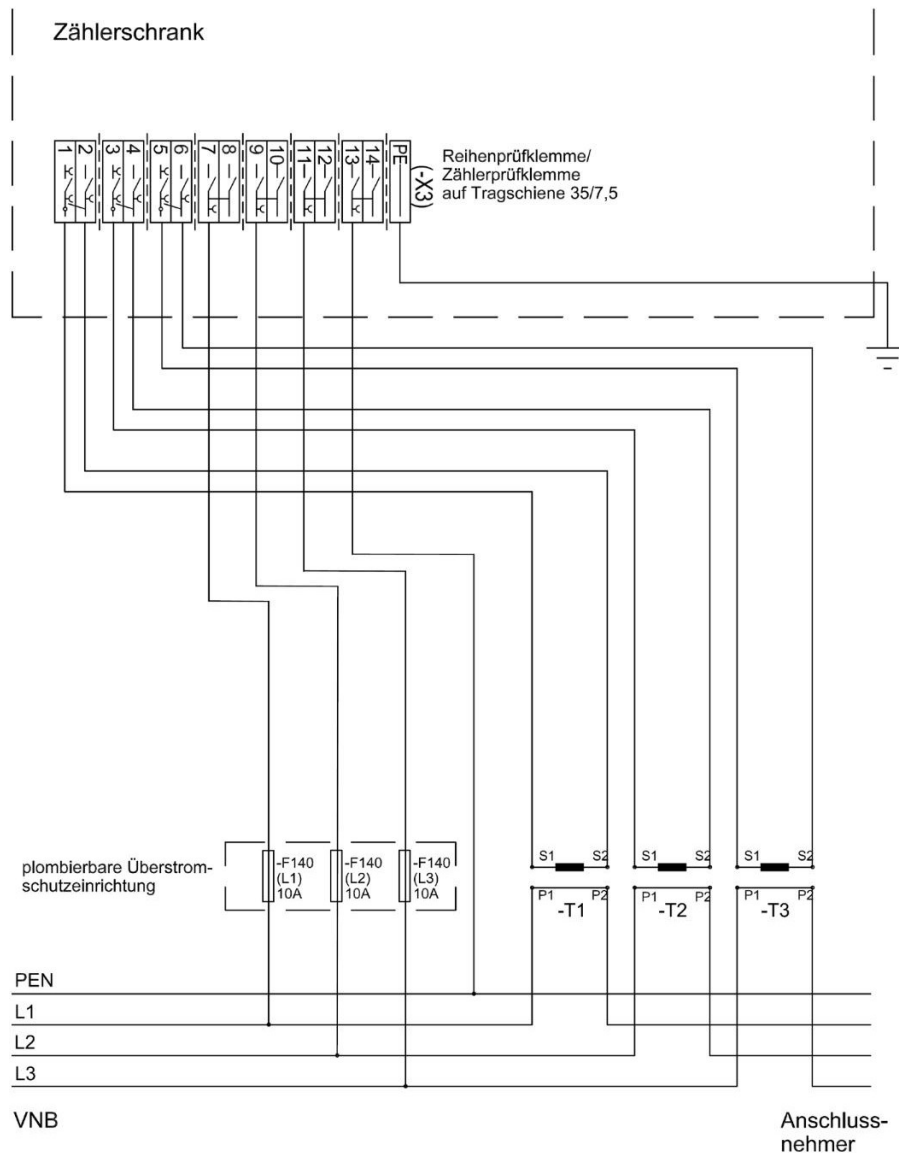 Zählerschrank
1 2 3 4 5 6 7 8 9 10 11 12 13 14 PE
(-X3)
Reihenprüfklemme/
Zählerprüfklemme
auf Tragschiene 35/7,5
plombierbare Überstrom-
schutzeinrichtung
-F140
(L1)
10A
-F140
(L2)
10A
-F140
(L3)
10A
S1 S2
P1 P2
-T1
S1 S2
P1 P2
-T2
S1 S2
P1 P2
-T3
PEN
L1
L2
L3
VNB
Anschluss-
nehmer